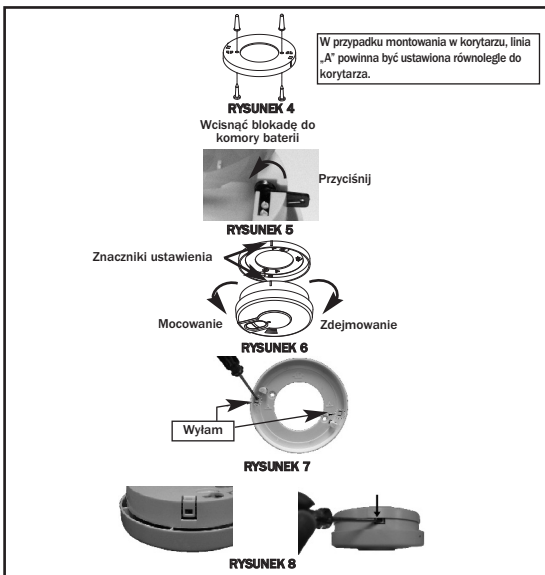 W przypadku montowania w korytarzu, linia
„A” powinna być ustawiona równolegle do
korytarza.
RYSUNEK 4
Wcisnąć blokadę do
komory baterii
Przyciśnij
RYSUNEK 5
Znaczniki ustawienia
Mocowanie
Zdejmowanie
RYSUNEK 6
Wyłam
RYSUNEK 7
RYSUNEK 8